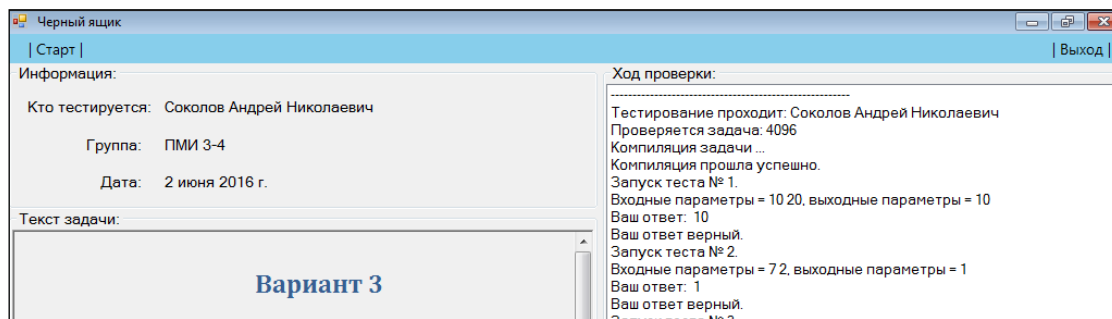 Черный ящик
| Старт |
| Выход |
Информация:
Кто тестируется: Соколов Андрей Николаевич
Группа: ПМИ 3-4
Дата: 2 июня 2016 г.
Текст задачи:
Вариант 3
Ход проверки:
------------------------------------------------------------
Тестирование проходит: Соколов Андрей Николаевич
Проверяется задача: 4096
Компиляция задачи ...
Компиляция прошла успешно.
Запуск теста № 1.
Входные параметры = 10 20, выходные параметры = 10
Ваш ответ: 10
Ваш ответ верный.
Запуск теста № 2.
Входные параметры = 7 2, выходные параметры = 1
Ваш ответ: 1
Ваш ответ верный.